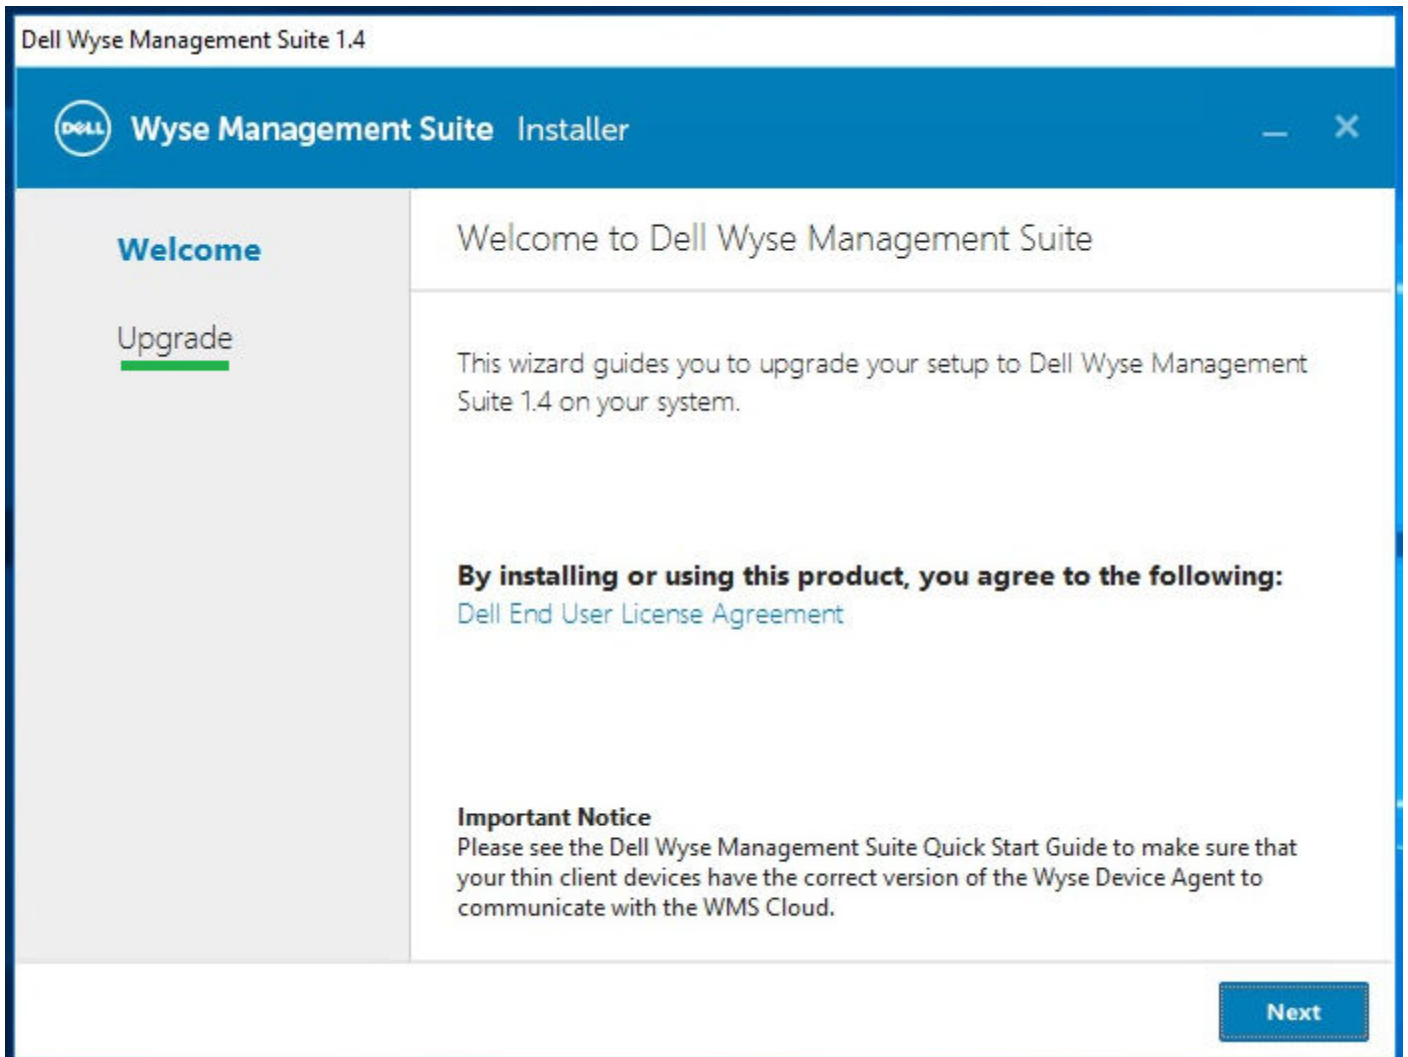 Dell Wyse Management Suite 1.4
DELL Wyse Management Suite Installer
Welcome
Upgrade
Welcome to Dell Wyse Management Suite
This wizard guides you to upgrade your setup to Dell Wyse Management
Suite 1.4 on your system.
By installing or using this product, you agree to the following:
Dell End User License Agreement
Important Notice
Please see the Dell Wyse Management Suite Quick Start Guide to make sure that
your thin client devices have the correct version of the Wyse Device Agent to
communicate with the WMS Cloud.
Next